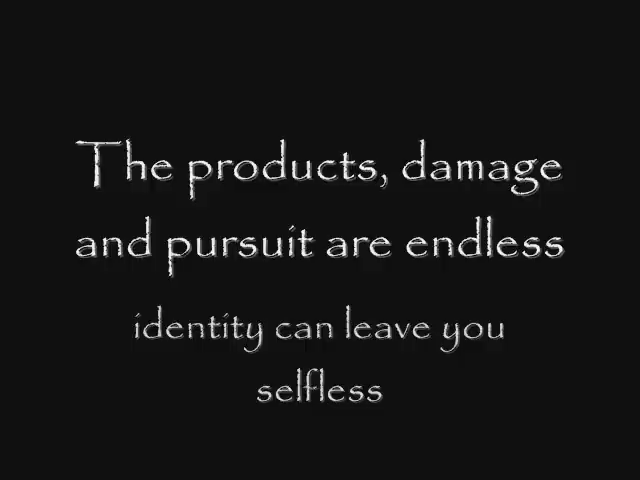 The products, damage
and pursuit are endless
identity can leave you
selfless